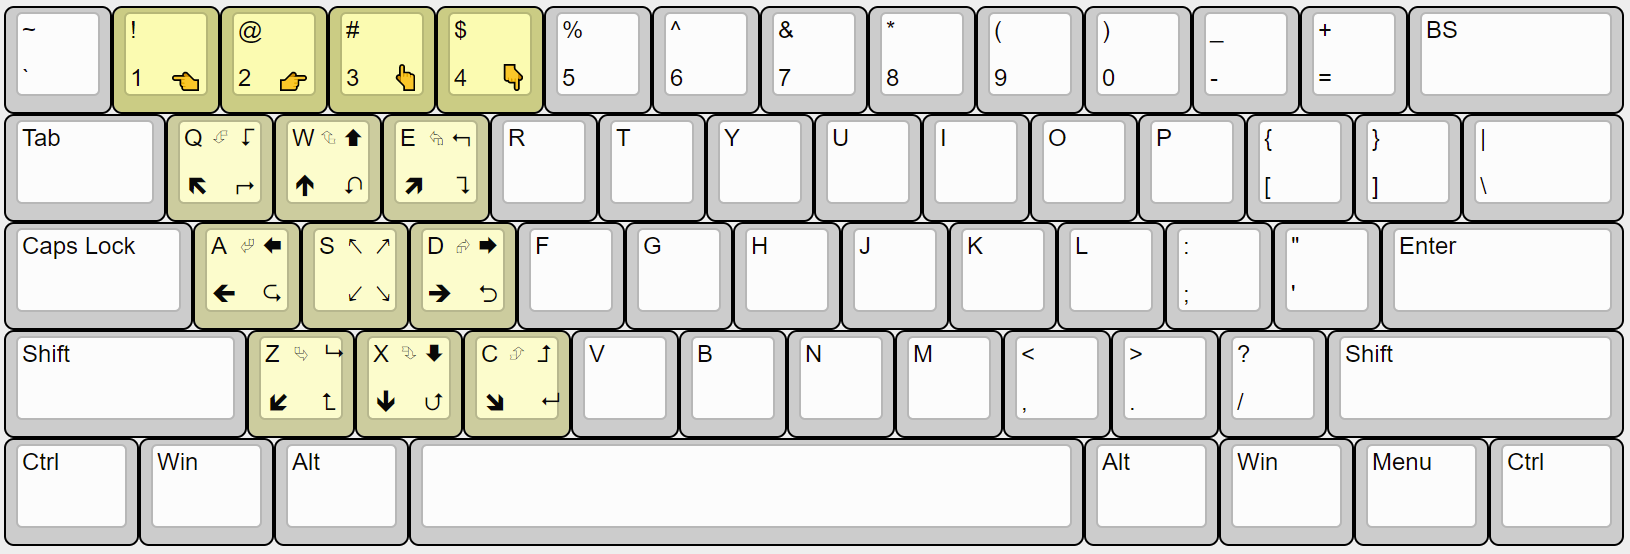 ~ ! @ # $ % ^ & * ( ) _ + BS
` 1 👈 2 👉 3 👆 4 👇 5 6 7 8 9 0 - =
Tab Q W ⬆ E R T Y U I O P { } |
🡼 ↱ 🡹 🡽 ↴ [ ] \
Caps Lock A ⬅ S ↖ ↗ D ➡ F G H J K L : " Enter
🡸 ↙ ↘ 🡺 ⮌ ; '
Shift Z ↳ X ⬇ C V B N M < > ? Shift
🡿 🡻 🡾 ↵ , . /
Ctrl Win Alt Alt Win Menu Ctrl